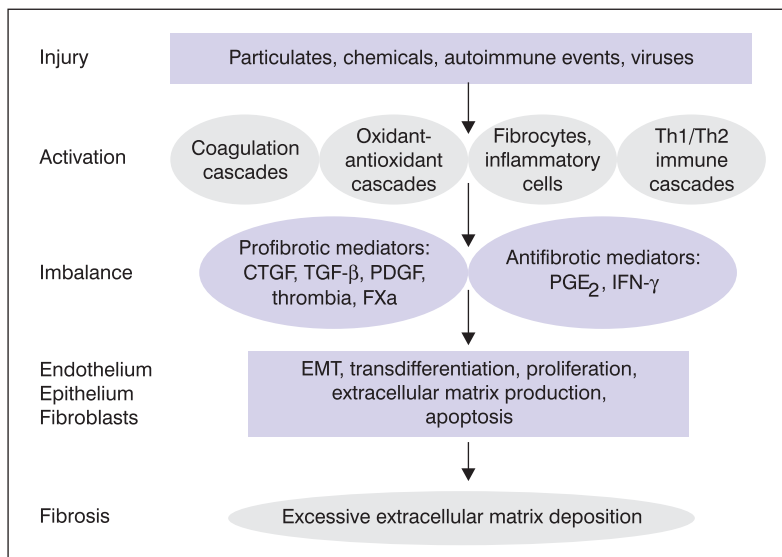 Injury
Particulates, chemicals, autoimmune events, viruses
Activation
Coagulation
cascades
Oxidant-
antioxidant
cascades
Fibrocytes,
inflammatory
cells
Th1/Th2
immune
cascades
Imbalance
Profibrotic mediators:
CTGF, TGF-β, PDGF,
thrombia, FXa
Antifibrotic mediators:
PGE2, IFN-γ
Endothelium
Epithelium
Fibroblasts
EMT, transdifferentiation, proliferation,
extracellular matrix production,
apoptosis
Fibrosis
Excessive extracellular matrix deposition